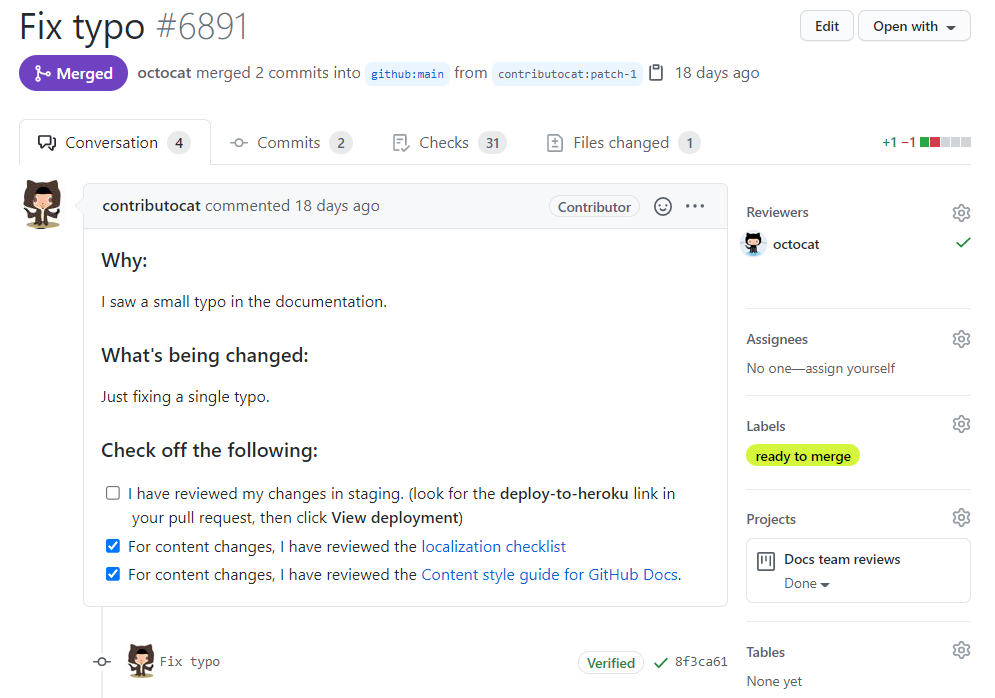 Fix typo #6891
Edit
Open with
Merged
octocat merged 2 commits into github:main from contributocat:patch-1 18 days ago
Conversation 4
Commits 2
Checks 31
Files changed 1
+1 −1
contributocat commented 18 days ago
Contributor
Why:
I saw a small typo in the documentation.
What's being changed:
Just fixing a single typo.
Check off the following:
I have reviewed my changes in staging. (look for the deploy-to-heroku link in
your pull request, then click View deployment)
For content changes, I have reviewed the localization checklist
For content changes, I have reviewed the Content style guide for GitHub Docs.
Fix typo
Verified
8f3ca61
Reviewers
octocat
Assignees
No one—assign yourself
Labels
ready to merge
Projects
Docs team reviews
Done
Tables
None yet